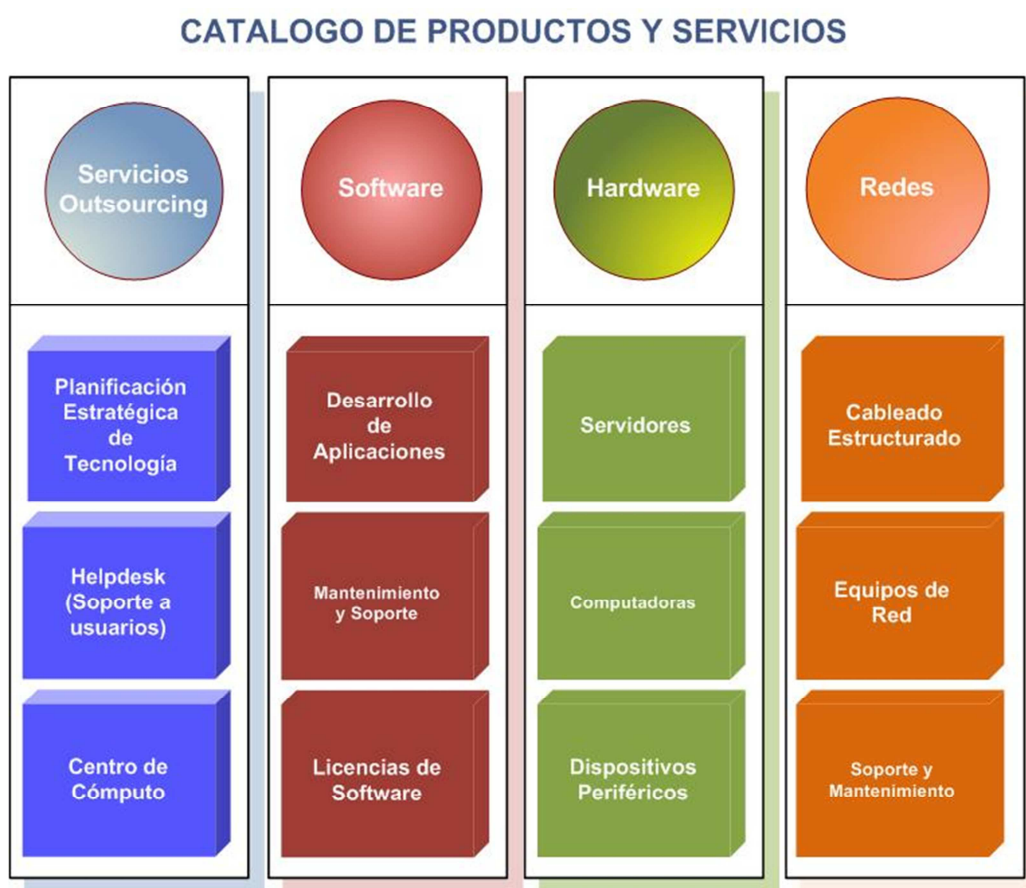 CATALOGO DE PRODUCTOS Y SERVICIOS
Servicios
Outsourcing
Planificación
Estratégica
de
Tecnología
Helpdesk
(Soporte a
usuarios)
Centro de
Cómputo
Software
Desarrollo
de
Aplicaciones
Mantenimiento
y Soporte
Licencias de
Software
Hardware
Servidores
Computadoras
Dispositivos
Periféricos
Redes
Cableado
Estructurado
Equipos de
Red
Soporte y
Mantenimiento